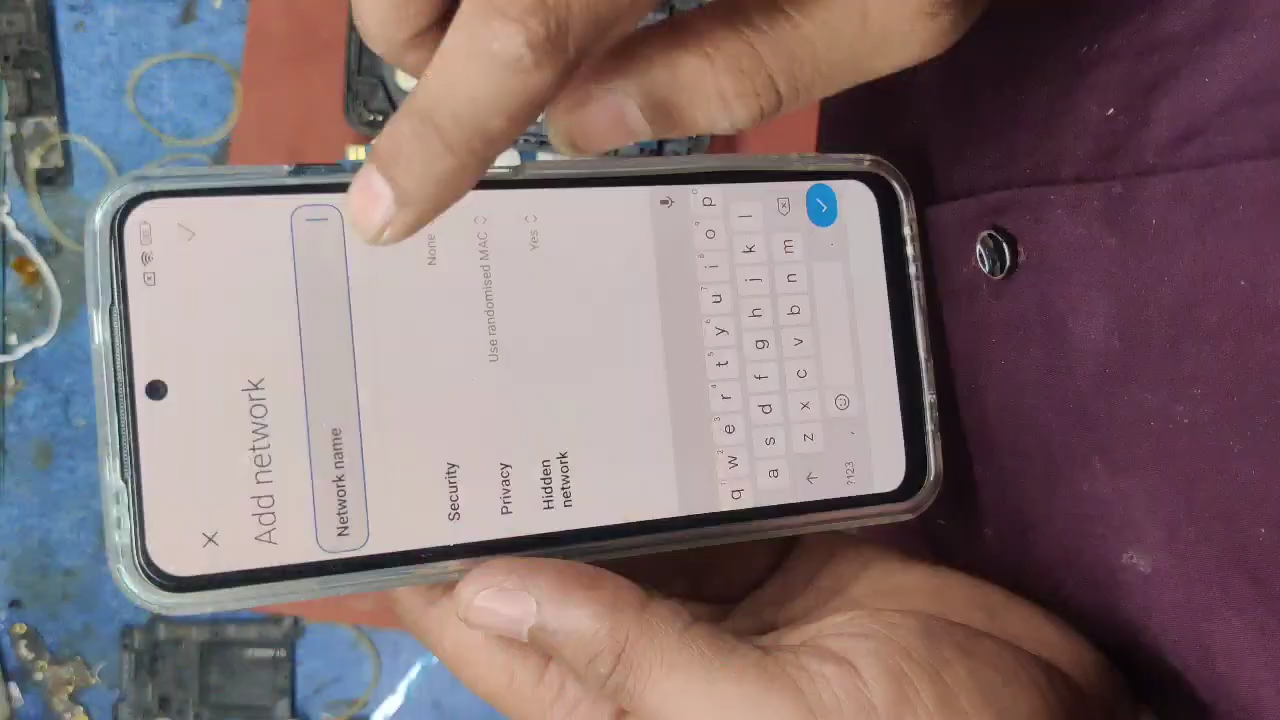 Add network
Network name
Security None
Privacy Use randomised MAC
Hidden network Yes
q w e r t y u i o p
a s d f g h j k l
z x c v b n m
?123 , .